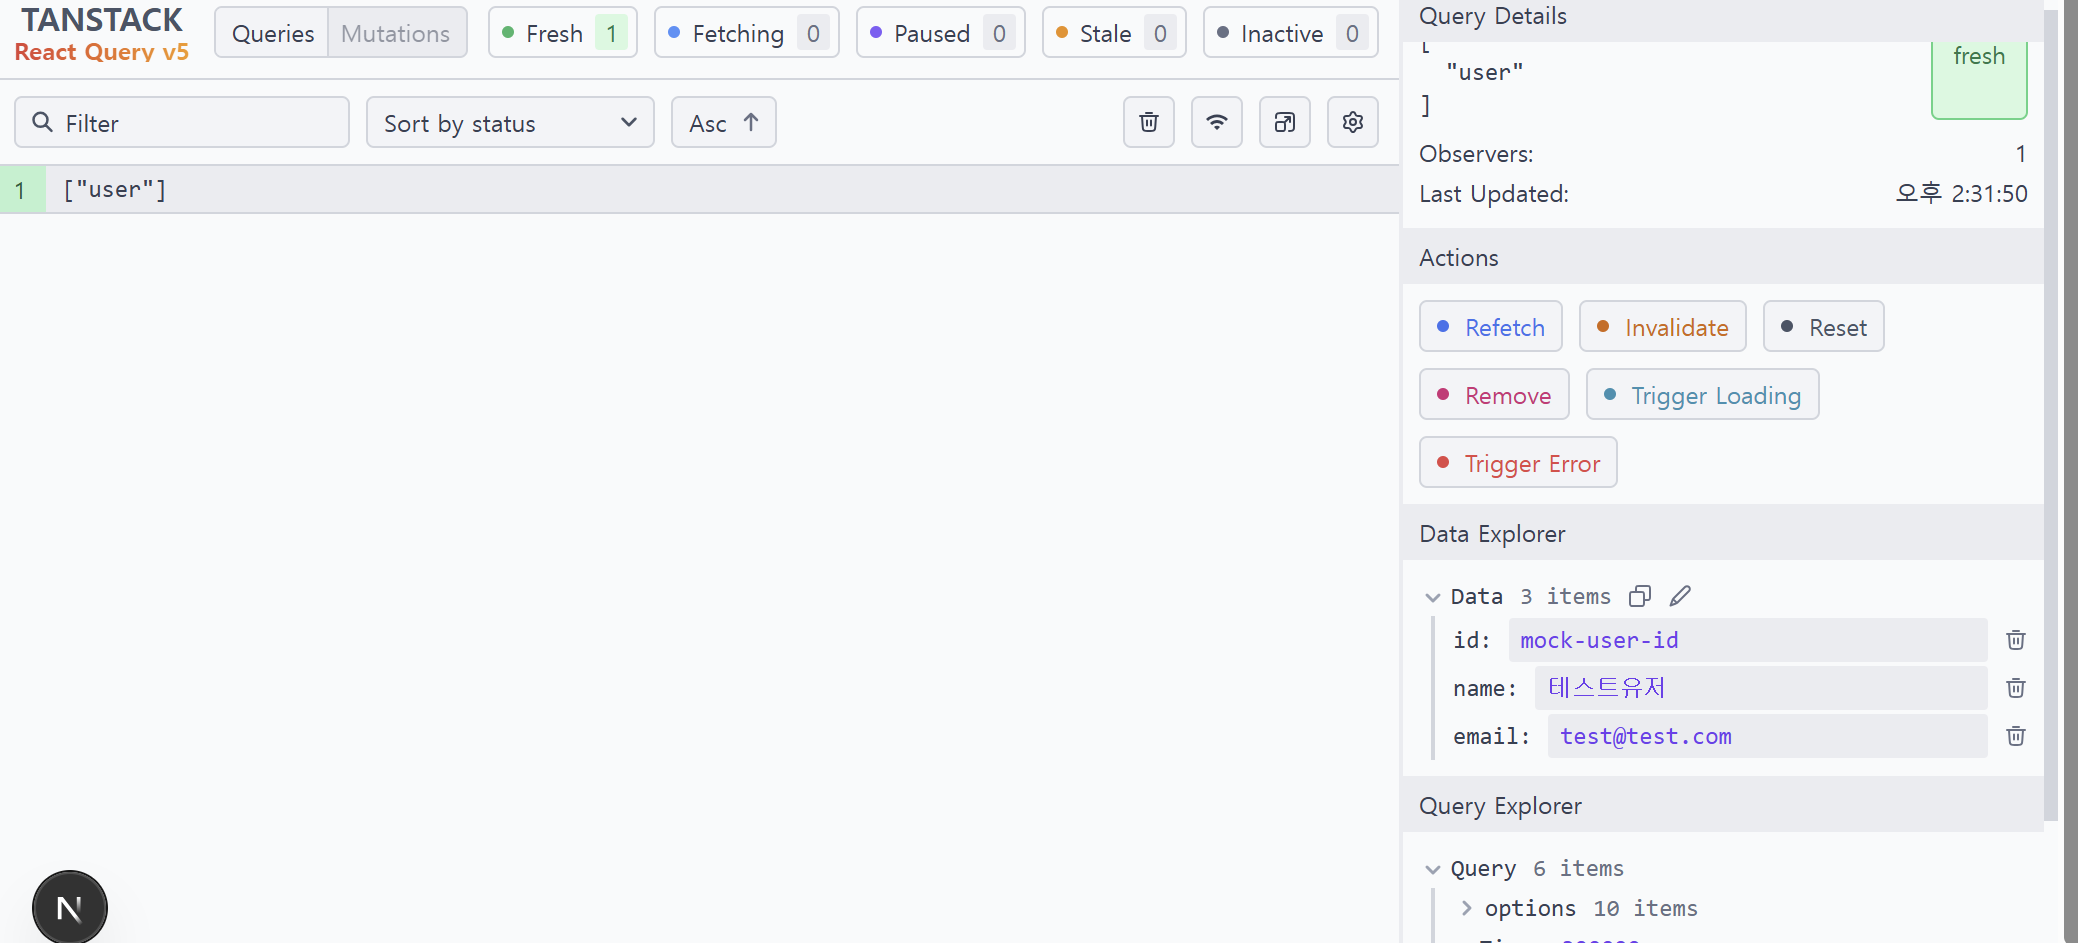 TANSTACK
React Query v5
Queries
Mutations
Fresh 1
Fetching 0
Paused 0
Stale 0
Inactive 0
Filter
Sort by status
Asc
1 ["user"]
Query Details
[
"user"
]
fresh
Observers: 1
Last Updated: 오후 2:31:50
Actions
Refetch
Invalidate
Reset
Remove
Trigger Loading
Trigger Error
Data Explorer
Data 3 items
id: mock-user-id
name: 테스트유저
email: test@test.com
Query Explorer
Query 6 items
options 10 items
N